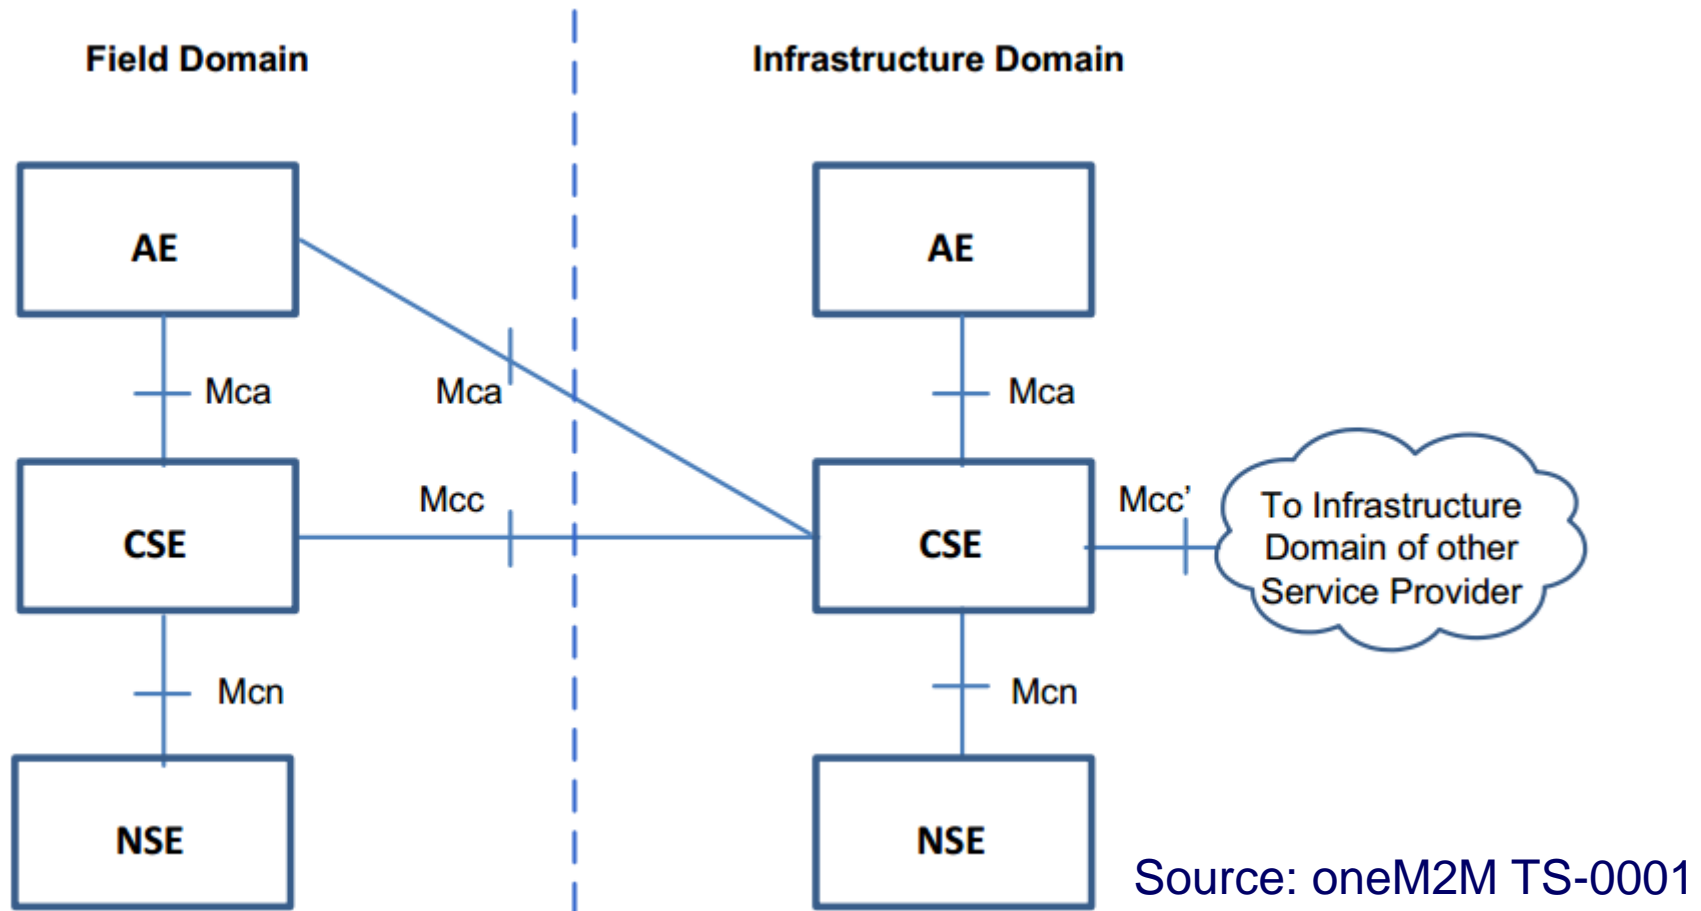 Field Domain
Infrastructure Domain
AE
AE
Mca
Mca
Mca
Mcc
Mcc’
CSE
CSE
To Infrastructure
Domain of other
Service Provider
Mcn
Mcn
NSE
NSE
Source: oneM2M TS-0001